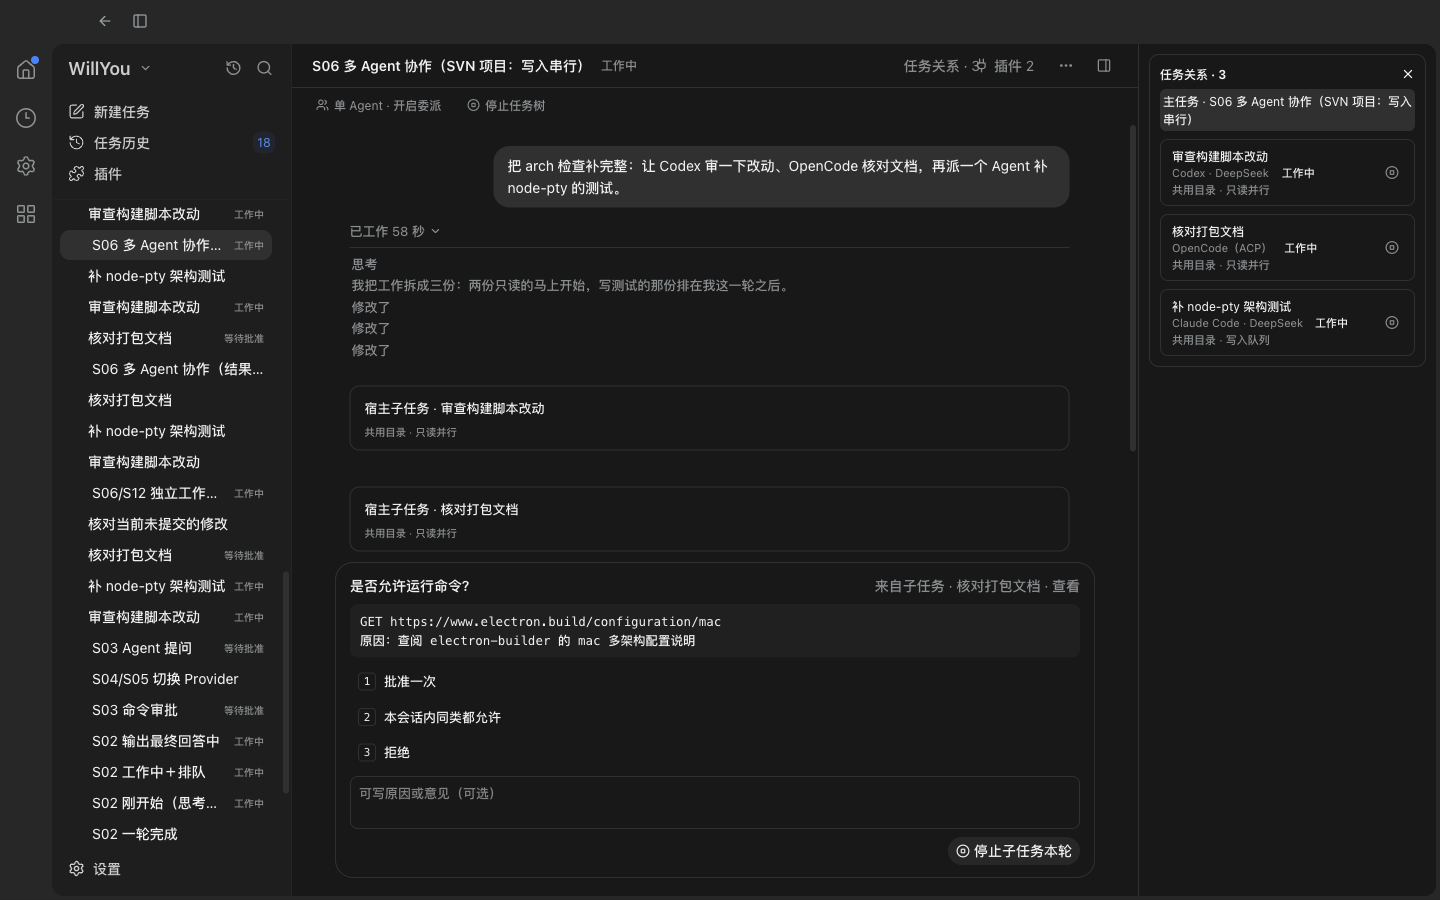 WillYou
新建任务
任务历史 18
插件
审查构建脚本改动 工作中
S06 多 Agent 协作... 工作中
补 node-pty 架构测试
审查构建脚本改动 工作中
核对打包文档 等待批准
S06 多 Agent 协作（结果...
核对打包文档
补 node-pty 架构测试
审查构建脚本改动
S06/S12 独立工作... 工作中
核对当前未提交的修改
核对打包文档 等待批准
补 node-pty 架构测试 工作中
审查构建脚本改动 工作中
S03 Agent 提问 等待批准
S04/S05 切换 Provider
S03 命令审批 等待批准
S02 输出最终回答中 工作中
S02 工作中＋排队 工作中
S02 刚开始（思考... 工作中
S02 一轮完成
设置
S06 多 Agent 协作（SVN 项目：写入串行） 工作中
任务关系 · 3 插件 2
单 Agent · 开启委派 停止任务树
把 arch 检查补完整：让 Codex 审一下改动、OpenCode 核对文档，再派一个 Agent 补
node-pty 的测试。
已工作 58 秒
思考
我把工作拆成三份：两份只读的马上开始，写测试的那份排在我这一轮之后。
修改了
修改了
修改了
宿主子任务 · 审查构建脚本改动
共用目录 · 只读并行
宿主子任务 · 核对打包文档
共用目录 · 只读并行
是否允许运行命令？ 来自子任务 · 核对打包文档 · 查看
GET https://www.electron.build/configuration/mac
原因：查阅 electron-builder 的 mac 多架构配置说明
1 批准一次
2 本会话内同类都允许
3 拒绝
可写原因或意见（可选）
停止子任务本轮
任务关系 · 3
主任务 · S06 多 Agent 协作（SVN 项目：写入
串行）
审查构建脚本改动
Codex · DeepSeek 工作中
共用目录 · 只读并行
核对打包文档
OpenCode（ACP） 工作中
共用目录 · 只读并行
补 node-pty 架构测试
Claude Code · DeepSeek 工作中
共用目录 · 写入队列